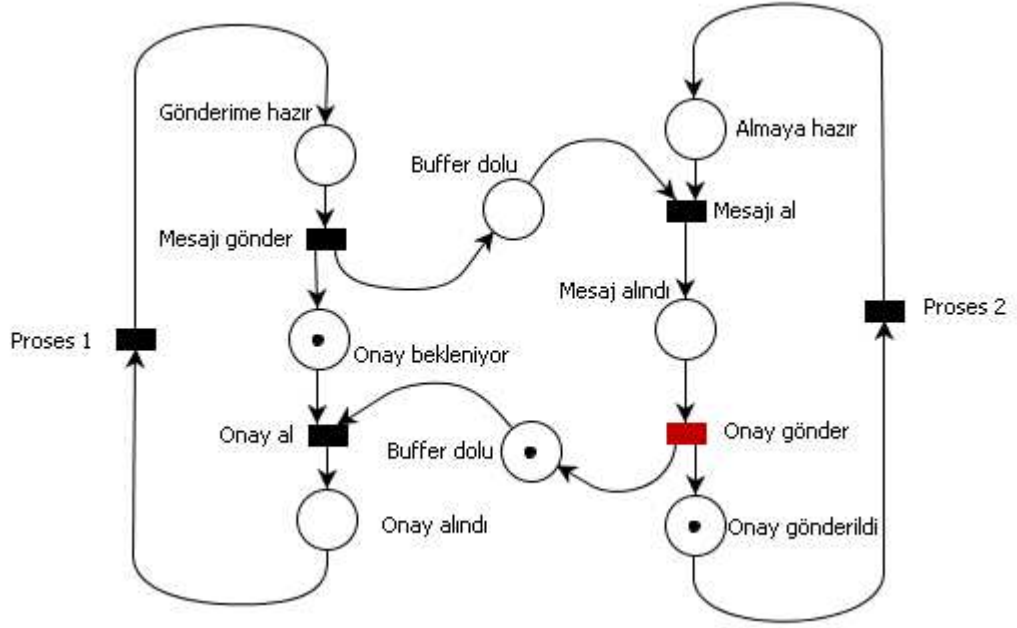 Gönderime hazır
Almaya hazır
Buffer dolu
Mesajı gönder
Mesajı al
Mesaj alındı
Proses 1
Proses 2
Onay bekleniyor
Onay al
Buffer dolu
Onay gönder
Onay alındı
Onay gönderildi